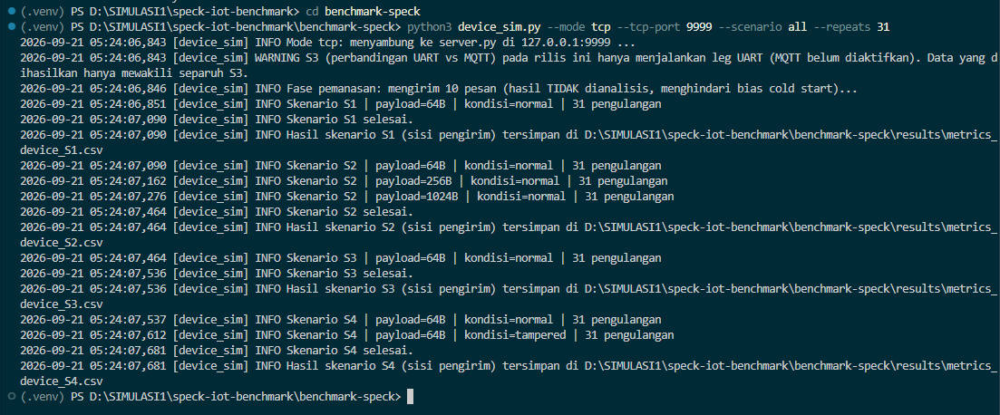 (.venv) PS D:\SIMULASI1\speck-iot-benchmark> cd benchmark-speck
(.venv) PS D:\SIMULASI1\speck-iot-benchmark\benchmark-speck> python3 device_sim.py --mode tcp --tcp-port 9999 --scenario all --repeats 31
2026-09-21 05:24:06,843 [device_sim] INFO Mode tcp: menyambung ke server.py di 127.0.0.1:9999 ...
2026-09-21 05:24:06,843 [device_sim] WARNING S3 (perbandingan UART vs MQTT) pada rilis ini hanya menjalankan leg UART (MQTT belum diaktifkan). Data yang d
ihasilkan hanya mewakili separuh S3.
2026-09-21 05:24:06,846 [device_sim] INFO Fase pemanasan: mengirim 10 pesan (hasil TIDAK dianalisis, menghindari bias cold start)...
2026-09-21 05:24:06,851 [device_sim] INFO Skenario S1 | payload=64B | kondisi=normal | 31 pengulangan
2026-09-21 05:24:07,090 [device_sim] INFO Skenario S1 selesai.
2026-09-21 05:24:07,090 [device_sim] INFO Hasil skenario S1 (sisi pengirim) tersimpan di D:\SIMULASI1\speck-iot-benchmark\benchmark-speck\results\metrics_
device_S1.csv
2026-09-21 05:24:07,090 [device_sim] INFO Skenario S2 | payload=64B | kondisi=normal | 31 pengulangan
2026-09-21 05:24:07,162 [device_sim] INFO Skenario S2 | payload=256B | kondisi=normal | 31 pengulangan
2026-09-21 05:24:07,276 [device_sim] INFO Skenario S2 | payload=1024B | kondisi=normal | 31 pengulangan
2026-09-21 05:24:07,464 [device_sim] INFO Skenario S2 selesai.
2026-09-21 05:24:07,464 [device_sim] INFO Hasil skenario S2 (sisi pengirim) tersimpan di D:\SIMULASI1\speck-iot-benchmark\benchmark-speck\results\metrics_
device_S2.csv
2026-09-21 05:24:07,464 [device_sim] INFO Skenario S3 | payload=64B | kondisi=normal | 31 pengulangan
2026-09-21 05:24:07,536 [device_sim] INFO Skenario S3 selesai.
2026-09-21 05:24:07,536 [device_sim] INFO Hasil skenario S3 (sisi pengirim) tersimpan di D:\SIMULASI1\speck-iot-benchmark\benchmark-speck\results\metrics_
device_S3.csv
2026-09-21 05:24:07,537 [device_sim] INFO Skenario S4 | payload=64B | kondisi=normal | 31 pengulangan
2026-09-21 05:24:07,612 [device_sim] INFO Skenario S4 | payload=64B | kondisi=tampered | 31 pengulangan
2026-09-21 05:24:07,681 [device_sim] INFO Skenario S4 selesai.
2026-09-21 05:24:07,681 [device_sim] INFO Hasil skenario S4 (sisi pengirim) tersimpan di D:\SIMULASI1\speck-iot-benchmark\benchmark-speck\results\metrics_
device_S4.csv
(.venv) PS D:\SIMULASI1\speck-iot-benchmark\benchmark-speck>